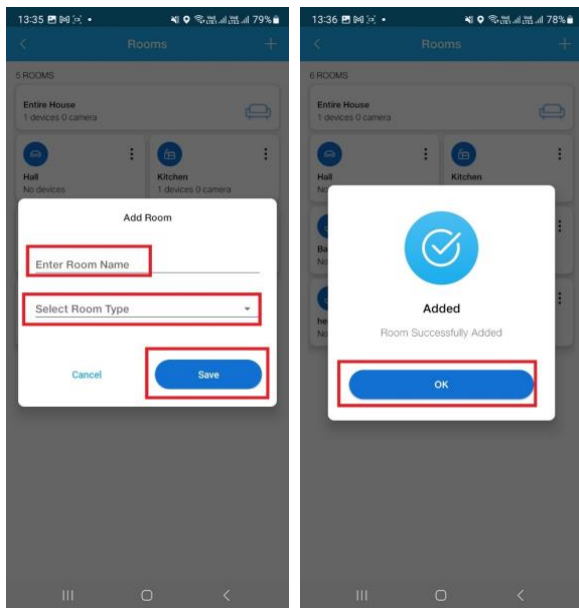 13:35
79%
Rooms
5 ROOMS
Entire House
1 devices 0 camera
Hall
No devices
Kitchen
1 devices 0 camera
Add Room
Enter Room Name
Select Room Type
Cancel
Save
13:36
78%
Rooms
6 ROOMS
Entire House
1 devices 0 camera
Hall
Kitchen
Added
Room Successfully Added
OK